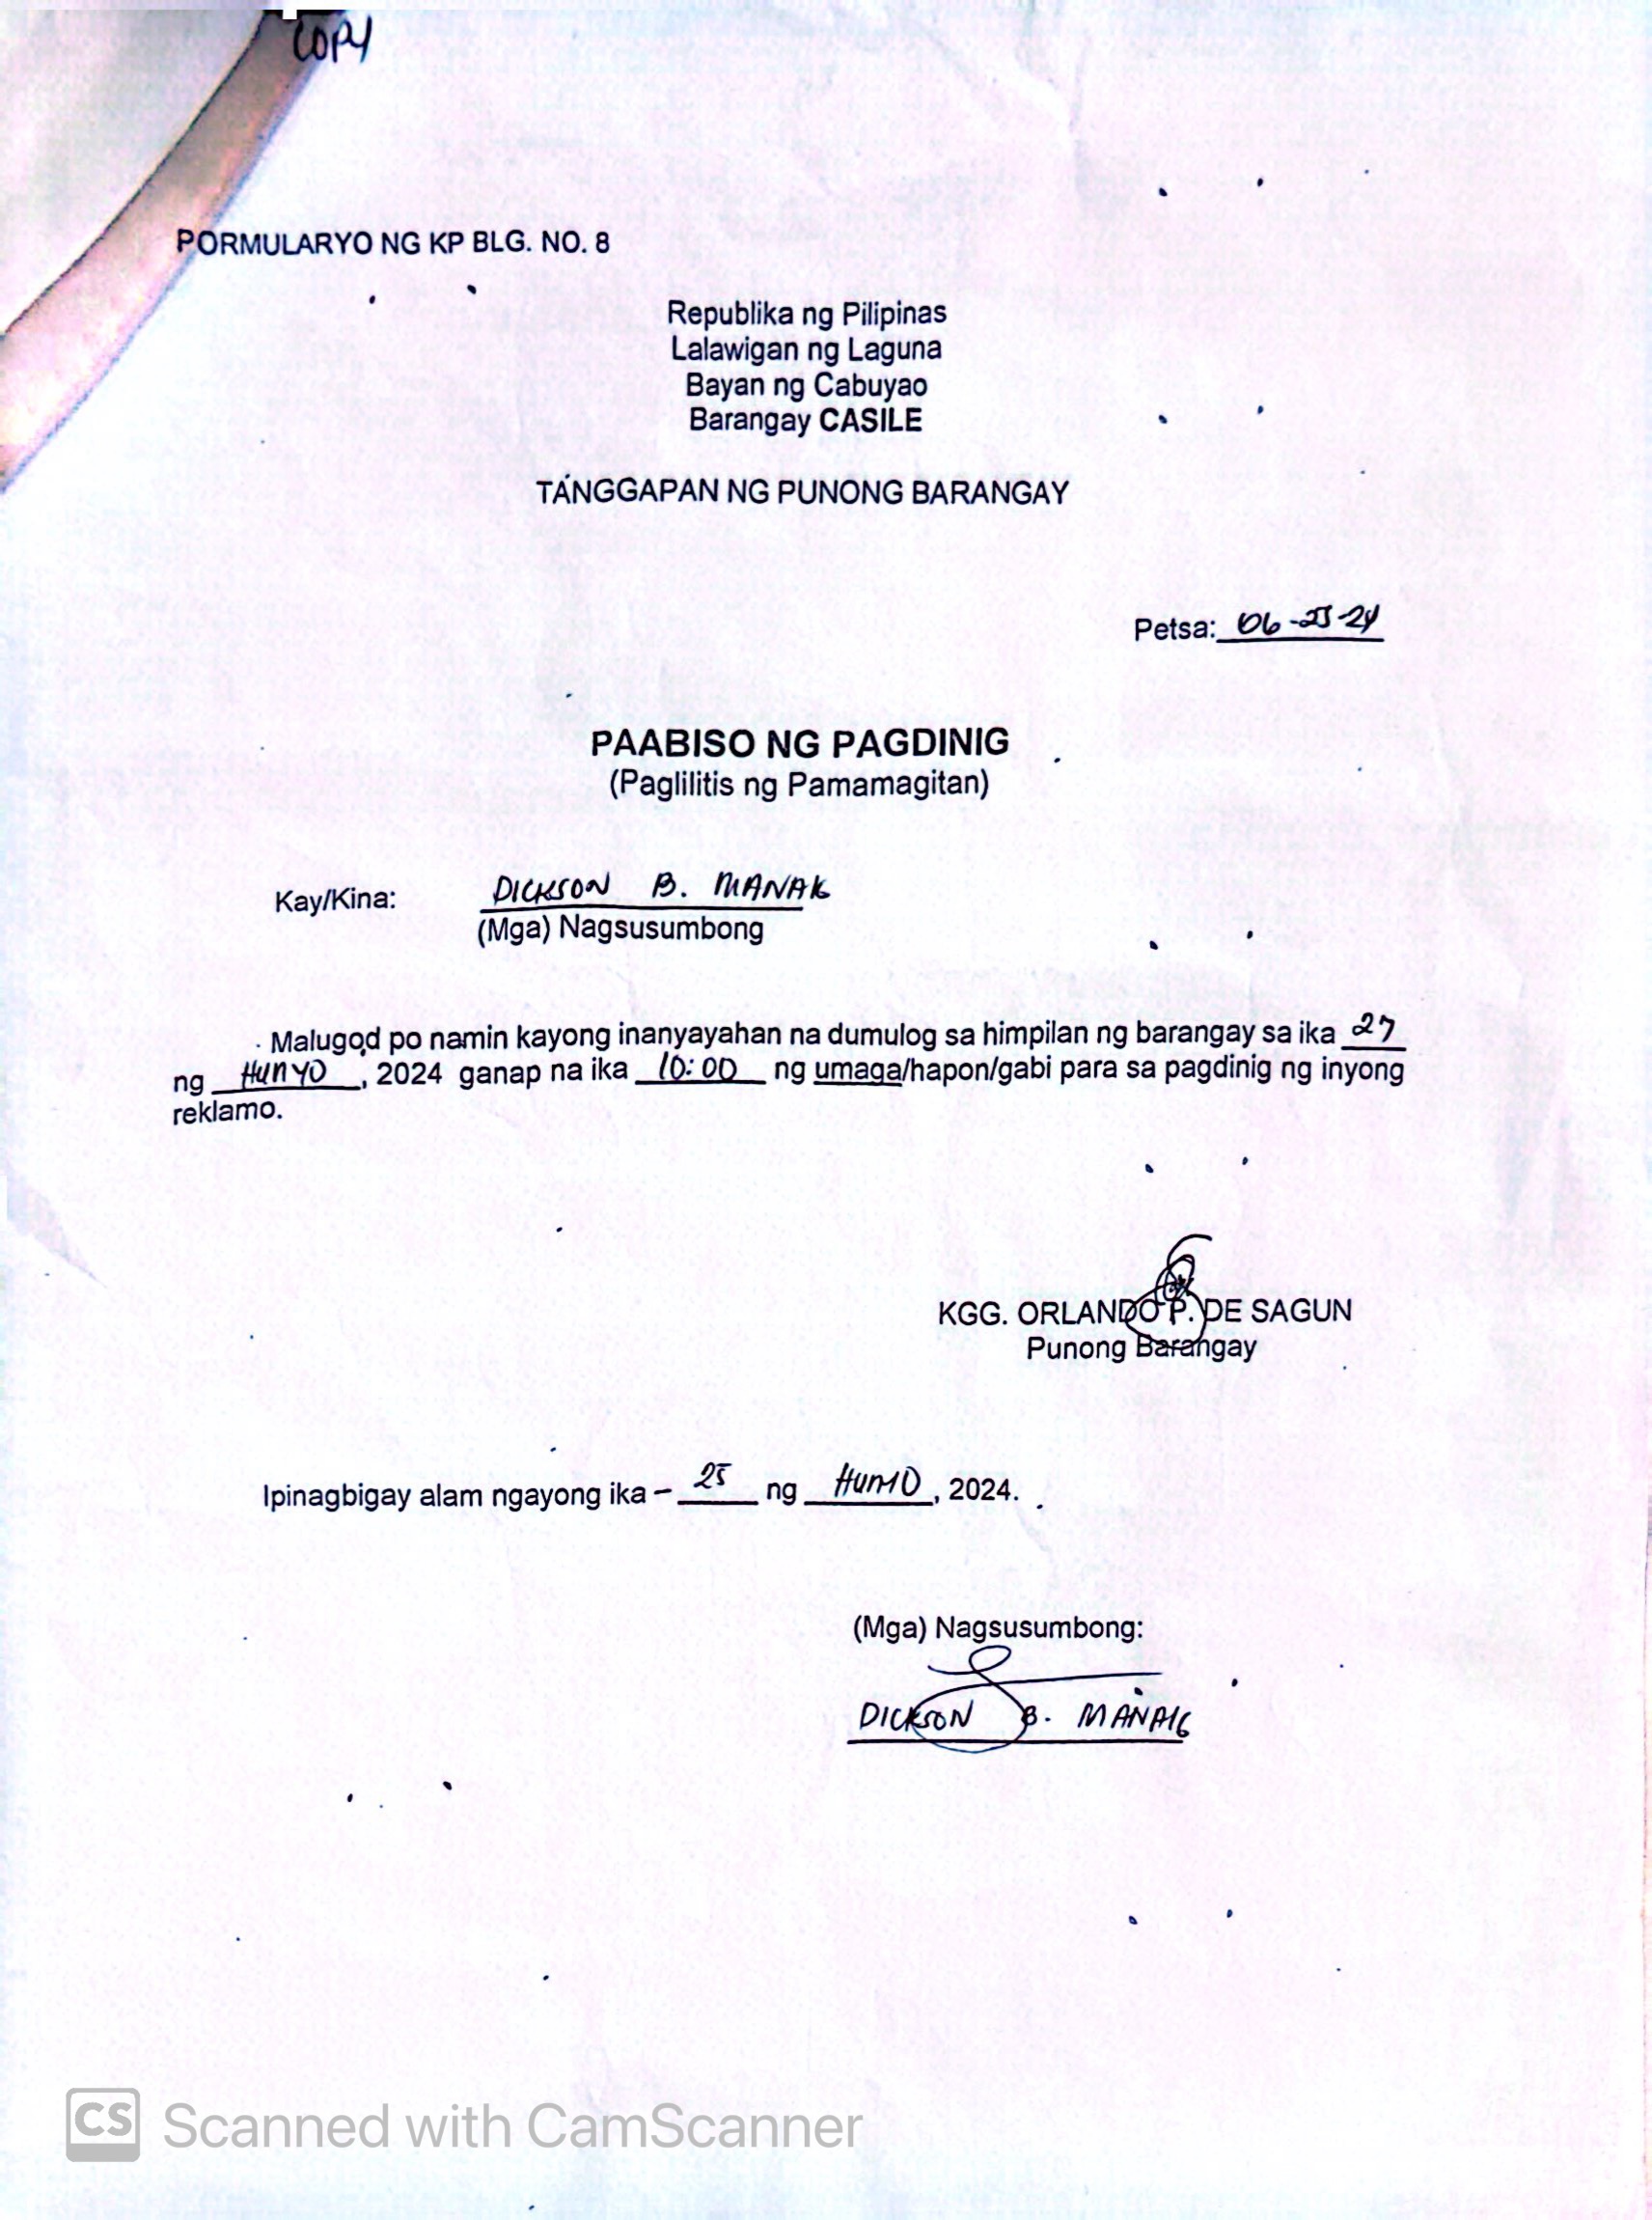 COPY
PORMULARYO NG KP BLG. NO. 8
Republika ng Pilipinas
Lalawigan ng Laguna
Bayan ng Cabuyao
Barangay CASILE
TANGGAPAN NG PUNONG BARANGAY
Petsa: 06-25-24
PAABISO NG PAGDINIG
(Paglilitis ng Pamamagitan)
Kay/Kina: DICKSON B. MANAIG
(Mga) Nagsusumbong
Malugod po namin kayong inanyayahan na dumulog sa himpilan ng barangay sa ika 27
ng HUNYO, 2024 ganap na ika 10:00 ng umaga/hapon/gabi para sa pagdinig ng inyong
reklamo.
KGG. ORLANDO P. DE SAGUN
Punong Barangay
Ipinagbigay alam ngayong ika – 25 ng HUNYO, 2024.
(Mga) Nagsusumbong:
DICKSON B. MANAIG
CS Scanned with CamScanner